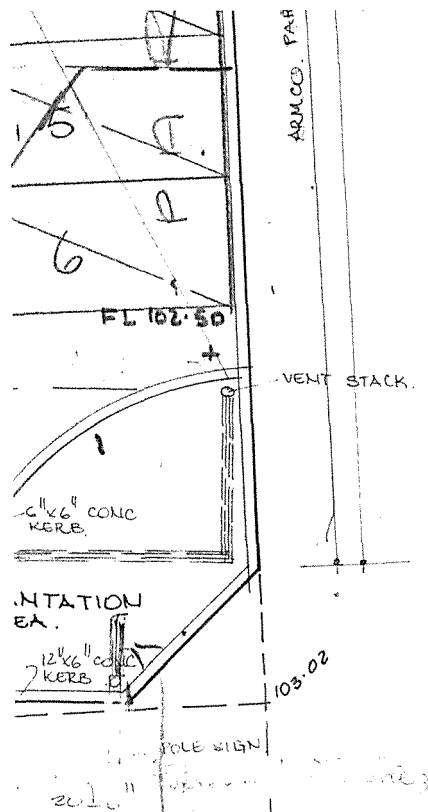 ARMCO. PAR
5
P
6
FL 102.50
+
VENT STACK.
1
6"x6" CONC
KERB.
NTATION
EA.
12"x6" CONC
KERB
103.02
POLE SIGN